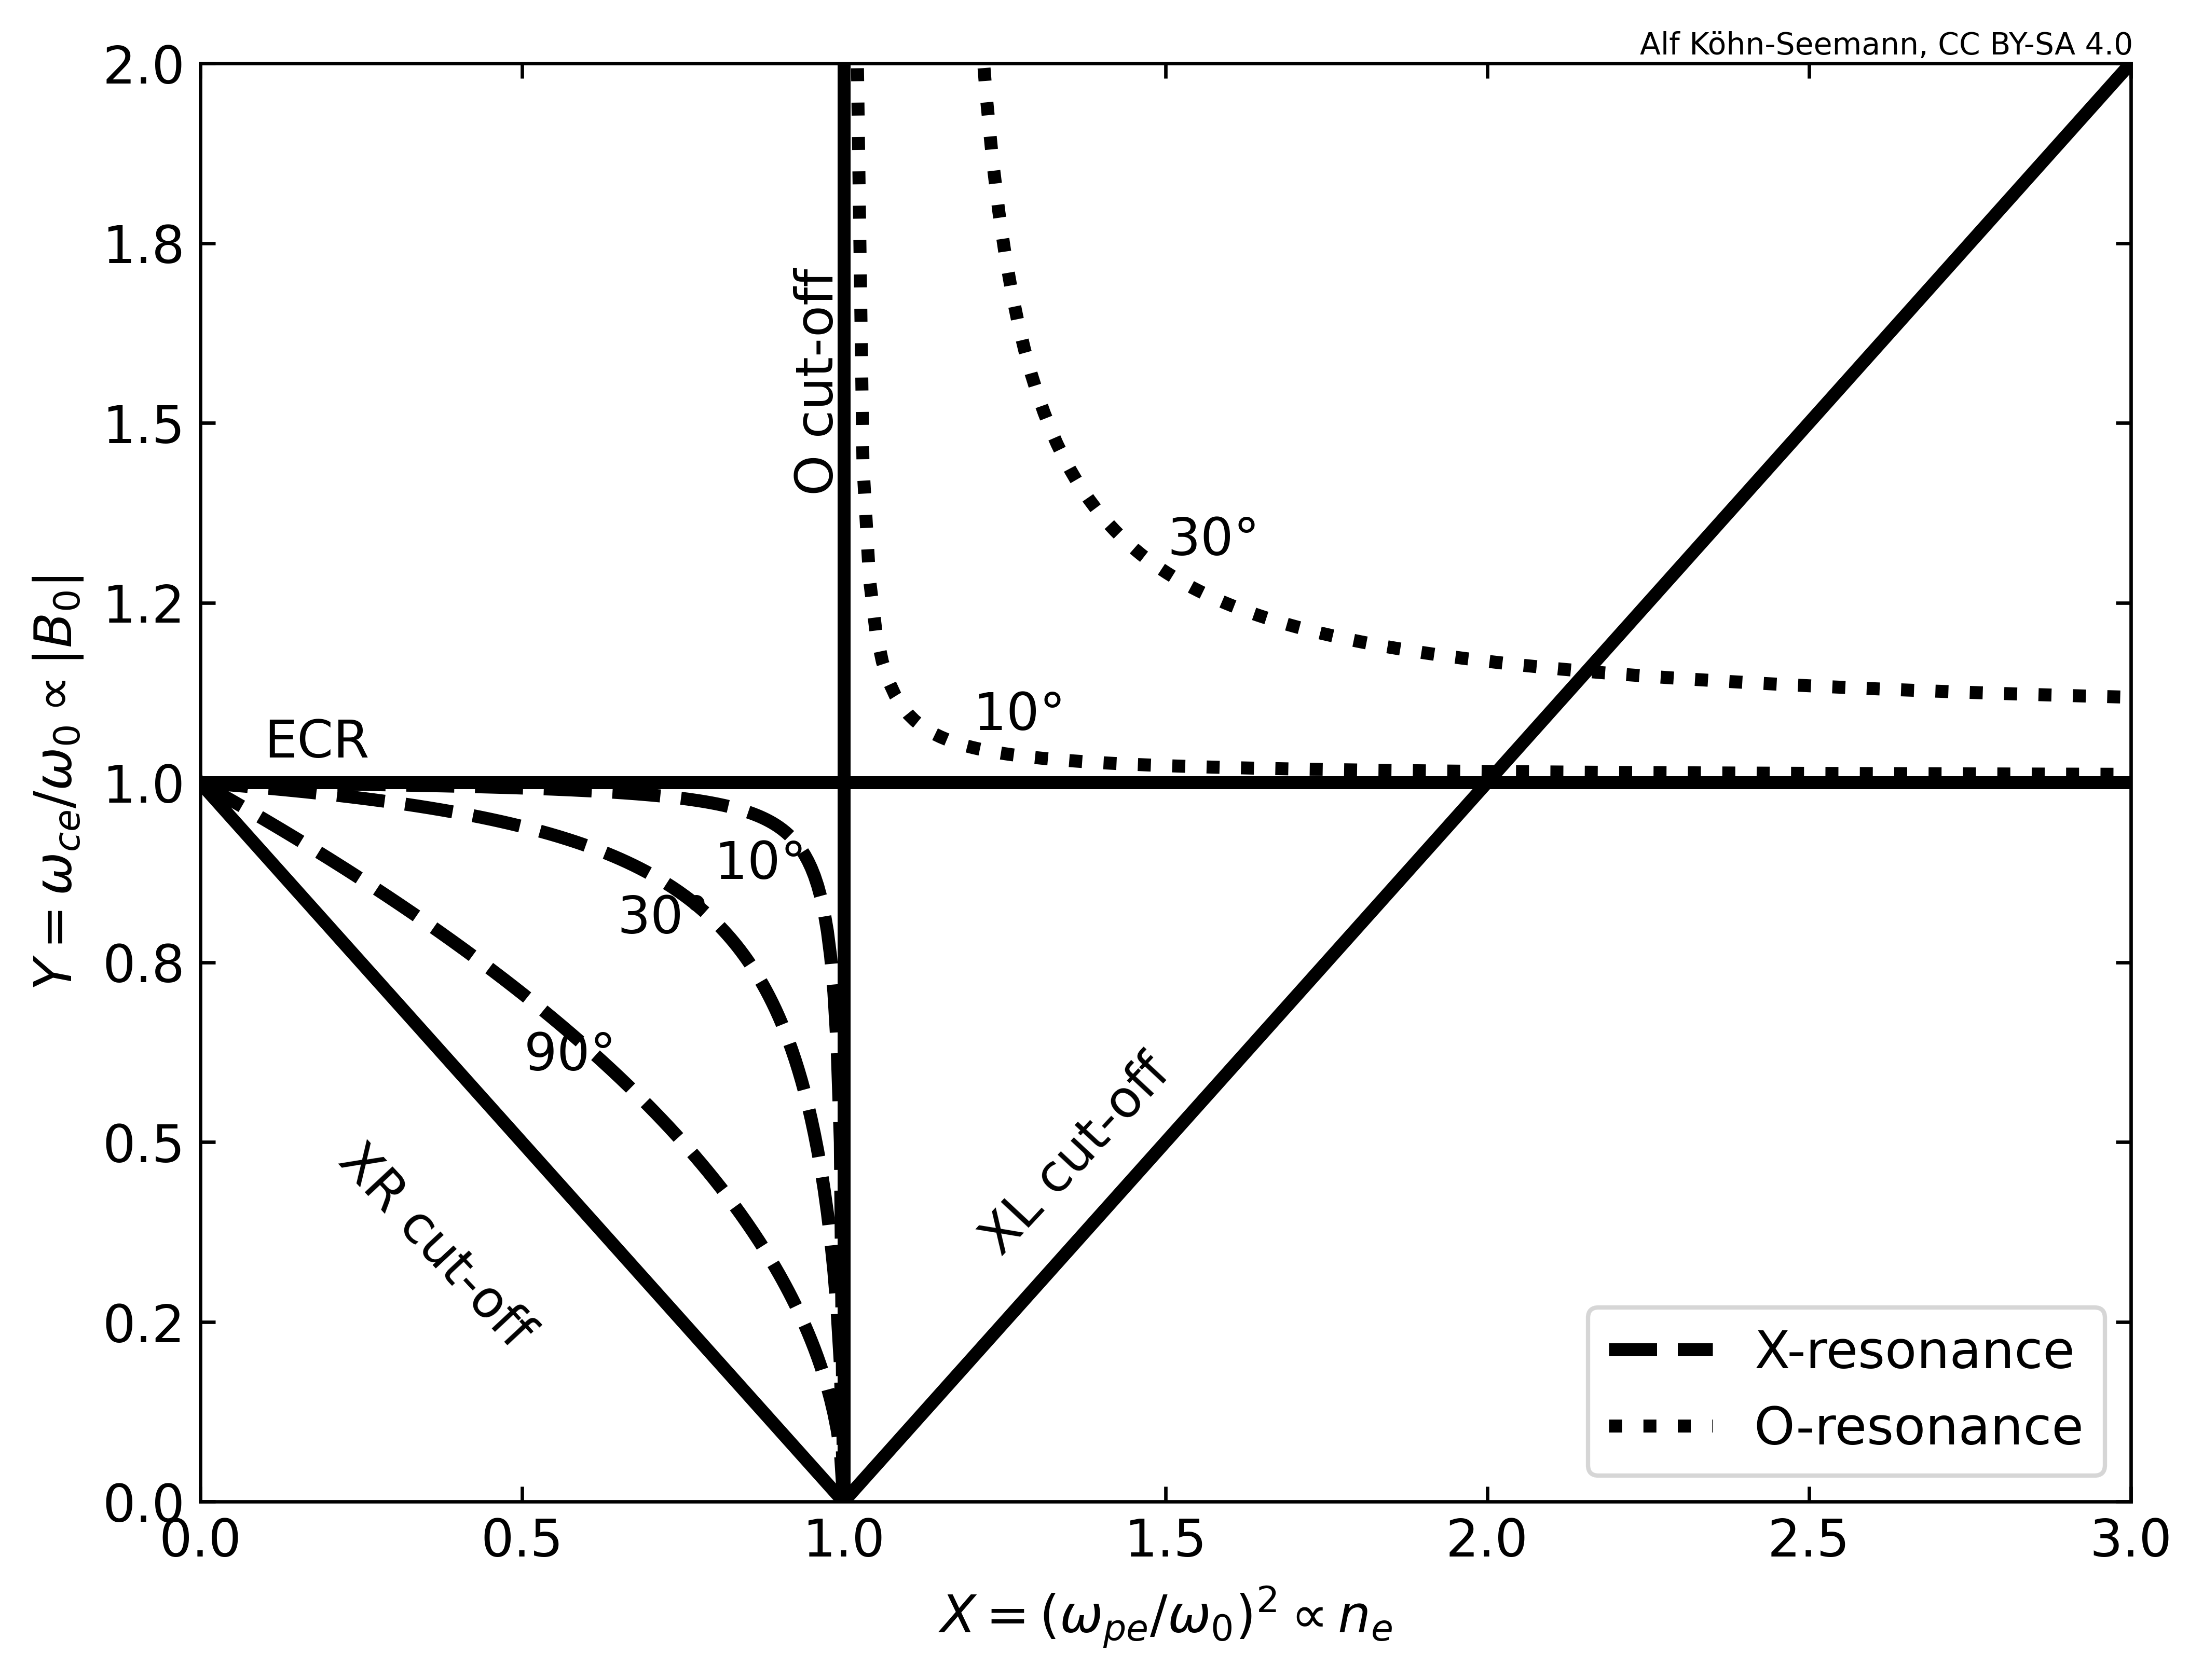 Alf Köhn-Seemann, CC BY-SA 4.0
2.0
1.8
1.5
1.2
1.0
0.8
0.5
0.2
0.0
Y = ω_ce/ω_0 ∝ |B_0|
O cut-off
30°
10°
ECR
10°
30°
90°
XR cut-off
XL cut-off
X-resonance
O-resonance
0.0 0.5 1.0 1.5 2.0 2.5 3.0
X = (ω_pe/ω_0)² ∝ n_e